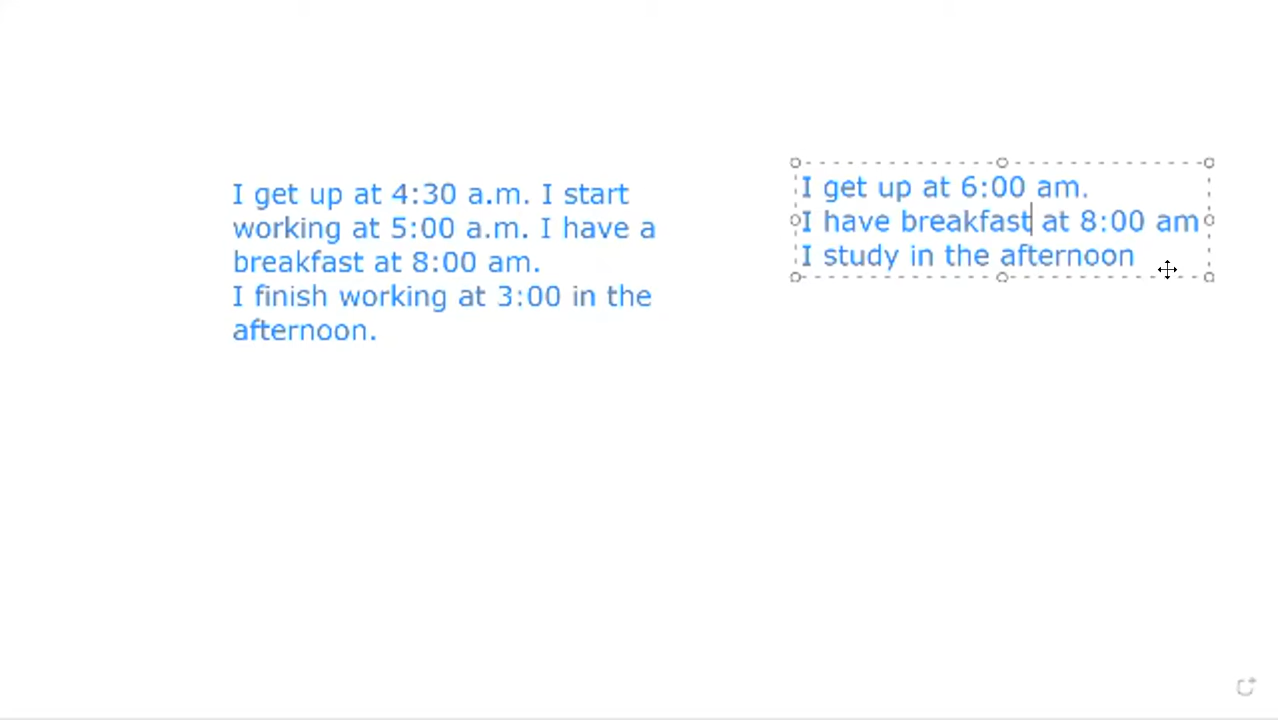 I get up at 4:30 a.m. I start
working at 5:00 a.m. I have a
breakfast at 8:00 am.
I finish working at 3:00 in the
afternoon.
I get up at 6:00 am.
I have breakfast at 8:00 am
I study in the afternoon